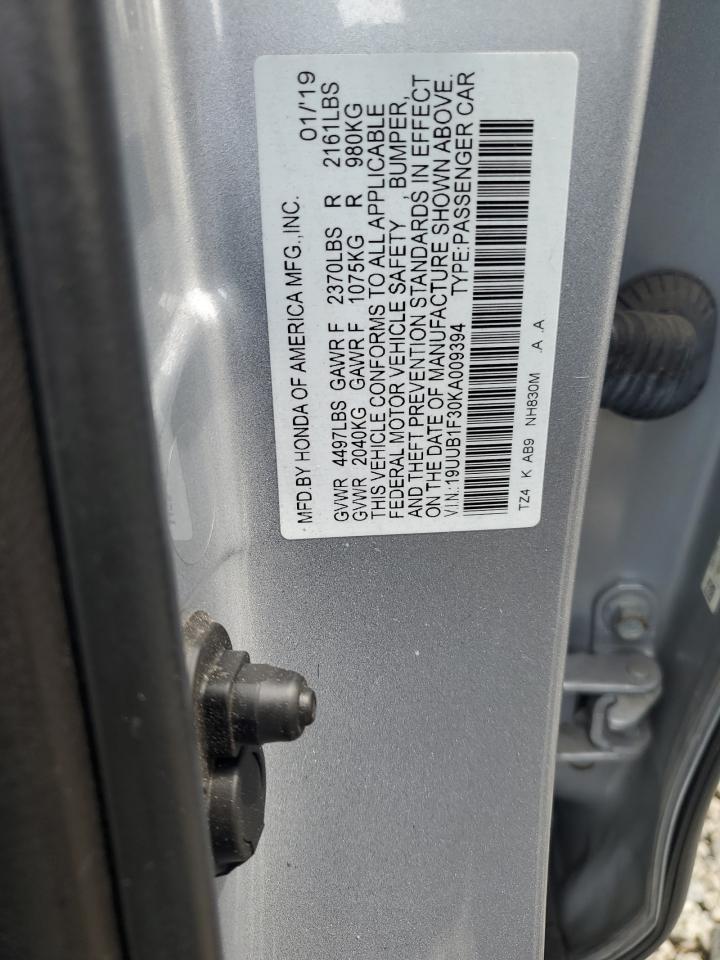 MFD.BY HONDA OF AMERICA MFG.,INC. 01/'19
GVWR 4497LBS GAWR F 2370LBS R 2161LBS
GVWR 2040KG GAWR F 1075KG R 980KG
THIS VEHICLE CONFORMS TO ALL APPLICABLE
FEDERAL MOTOR VEHICLE SAFETY , BUMPER,
AND THEFT PREVENTION STANDARDS, IN EFFECT
ON THE DATE OF MANUFACTURE SHOWN ABOVE.
V.I.N.:19UUB1F30KA009394 TYPE:PASSENGER CAR
TZ4 K AB9 NH830M .A .A